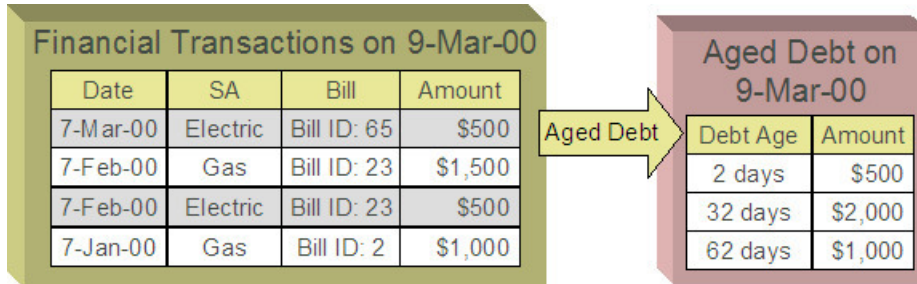 Financial Transactions on 9-Mar-00
Date SA Bill Amount
7-Mar-00 Electric Bill ID: 65 $500
7-Feb-00 Gas Bill ID: 23 $1,500
7-Feb-00 Electric Bill ID: 23 $500
7-Jan-00 Gas Bill ID: 2 $1,000
Aged Debt
Aged Debt on
9-Mar-00
Debt Age Amount
2 days $500
32 days $2,000
62 days $1,000